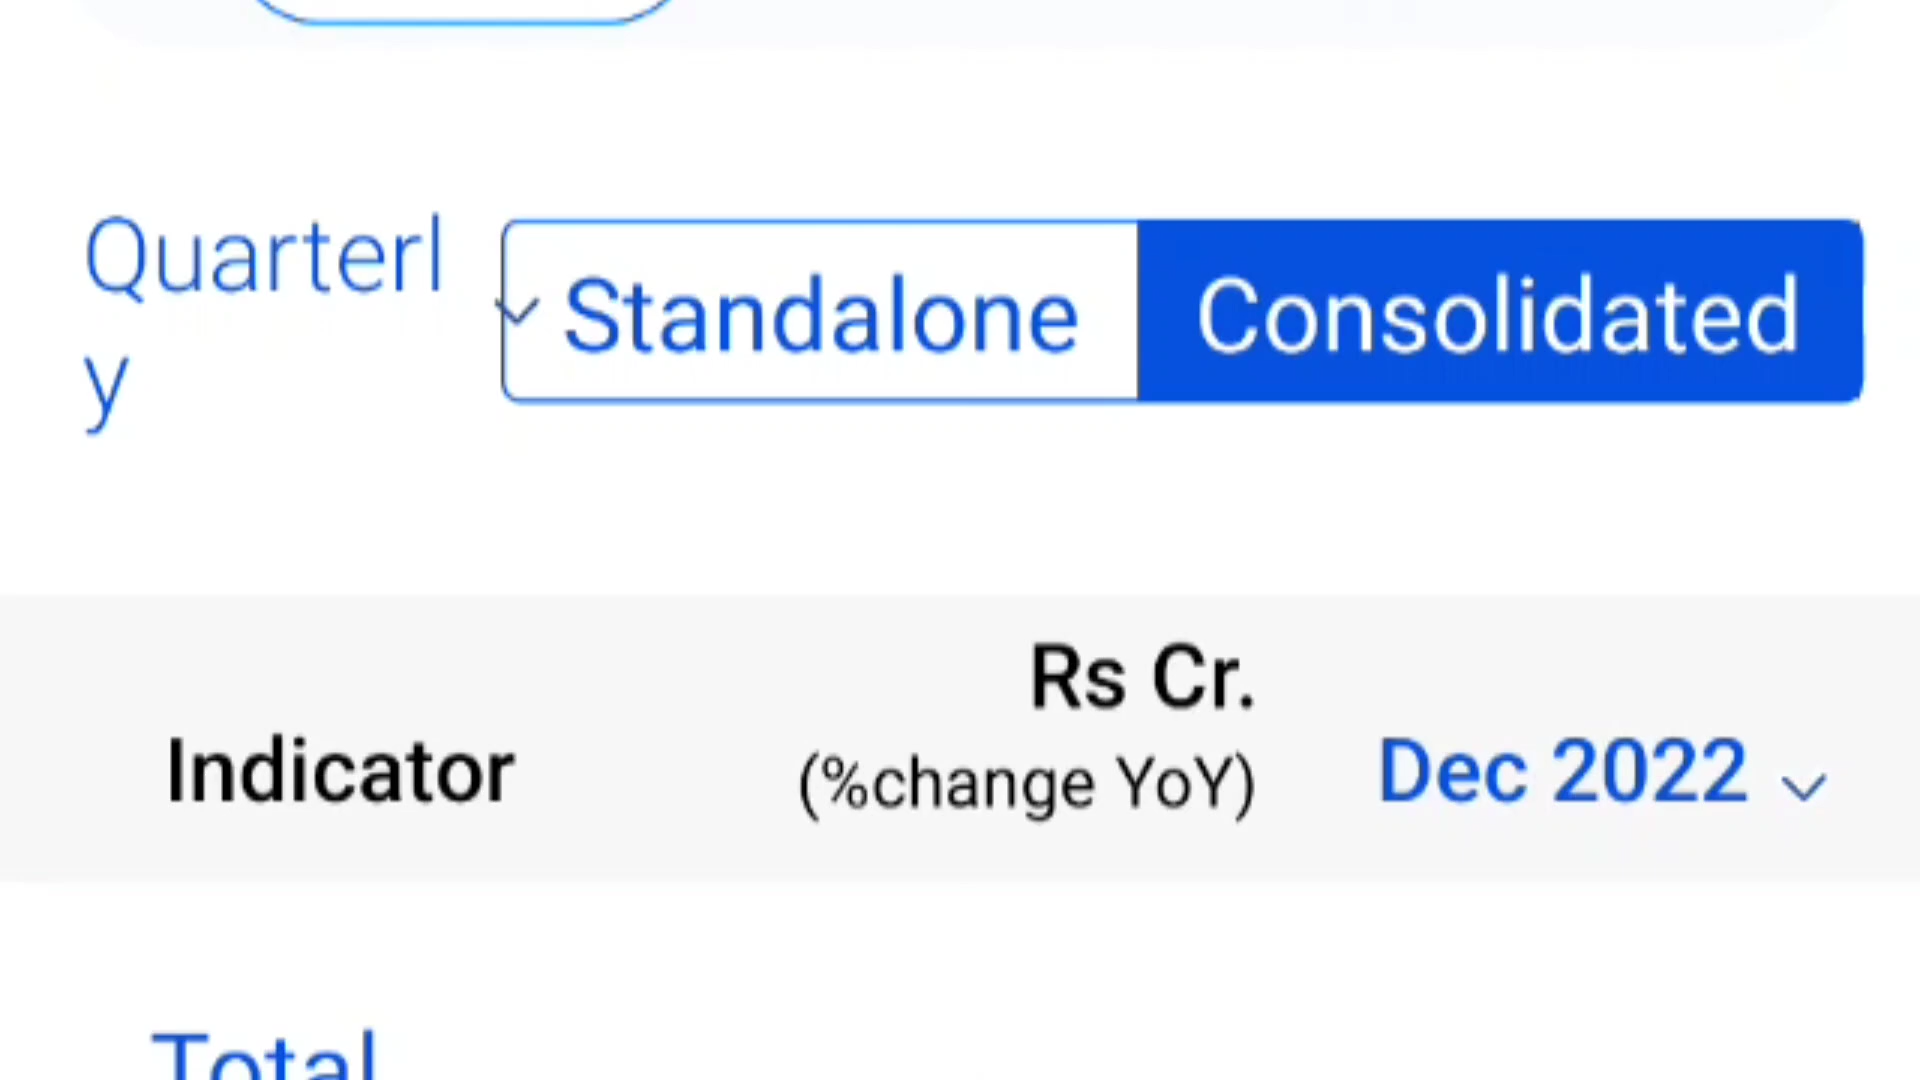 Quarterl
y
Standalone Consolidated
Rs Cr.
Indicator (%change YoY) Dec 2022
Total